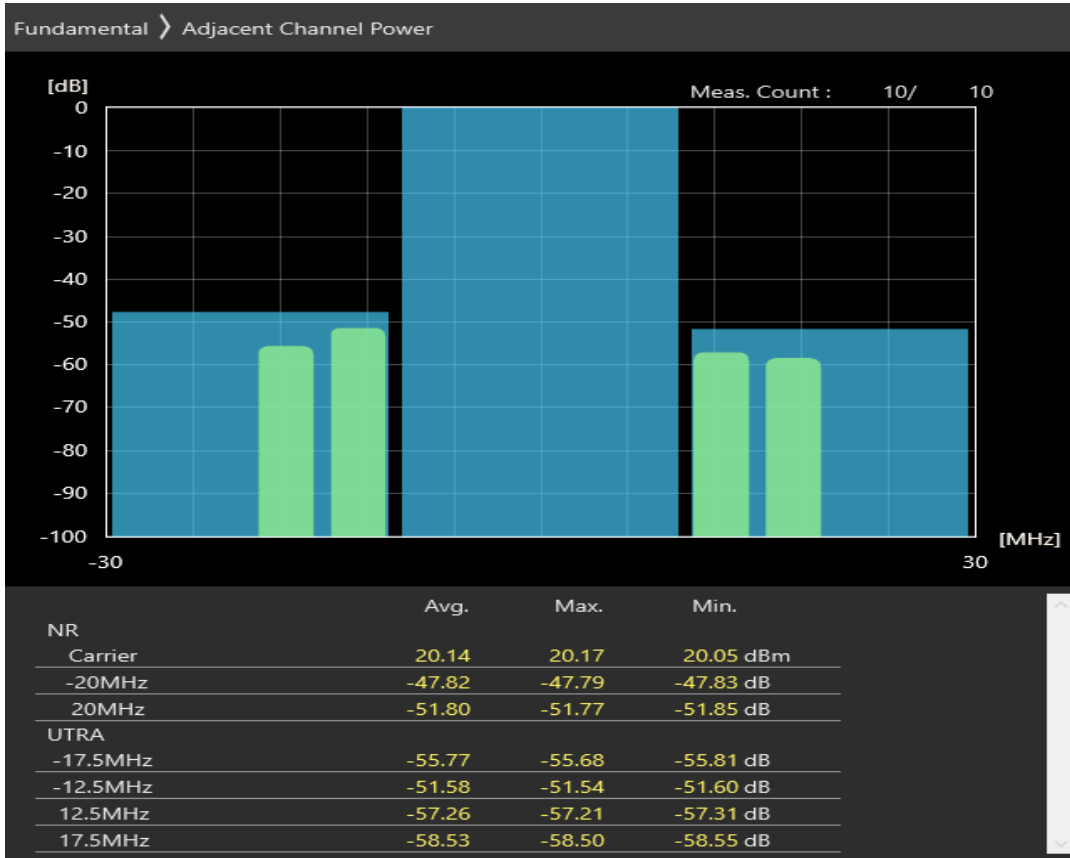 Fundamental ❯ Adjacent Channel Power
[dB]
Meas. Count : 10/ 10
0
-10
-20
-30
-40
-50
-60
-70
-80
-90
-100
[MHz]
-30 30
Avg. Max. Min.
NR
Carrier 20.14 20.17 20.05 dBm
-20MHz -47.82 -47.79 -47.83 dB
20MHz -51.80 -51.77 -51.85 dB
UTRA
-17.5MHz -55.77 -55.68 -55.81 dB
-12.5MHz -51.58 -51.54 -51.60 dB
12.5MHz -57.26 -57.21 -57.31 dB
17.5MHz -58.53 -58.50 -58.55 dB